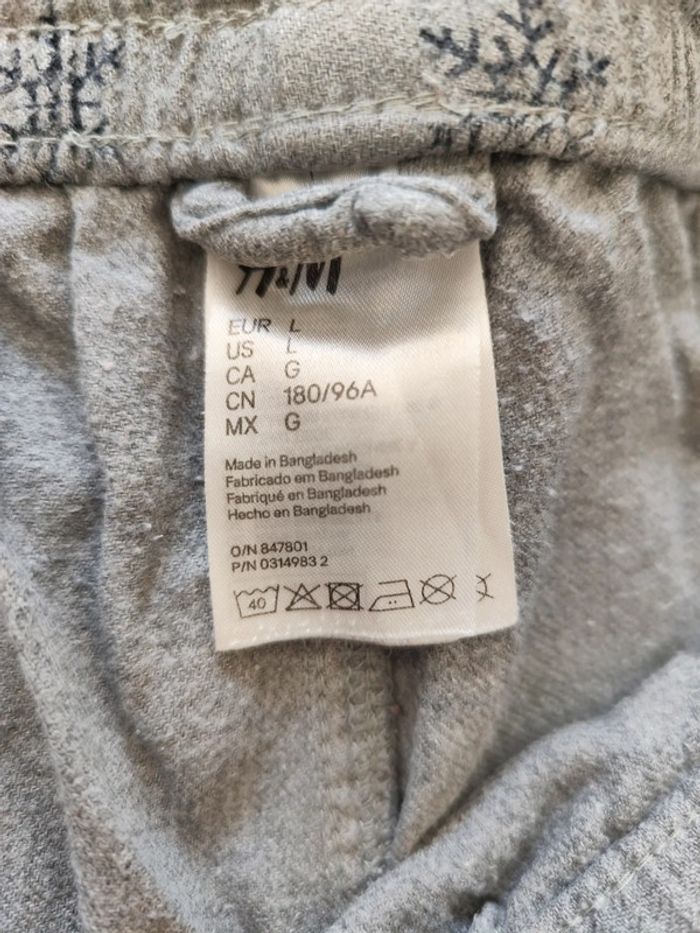 H&M
EUR L
US L
CA G
CN 180/96A
MX G
Made in Bangladesh
Fabricado em Bangladesh
Fabriqué en Bangladesh
Hecho en Bangladesh
O/N 847801
P/N 0314983 2
40